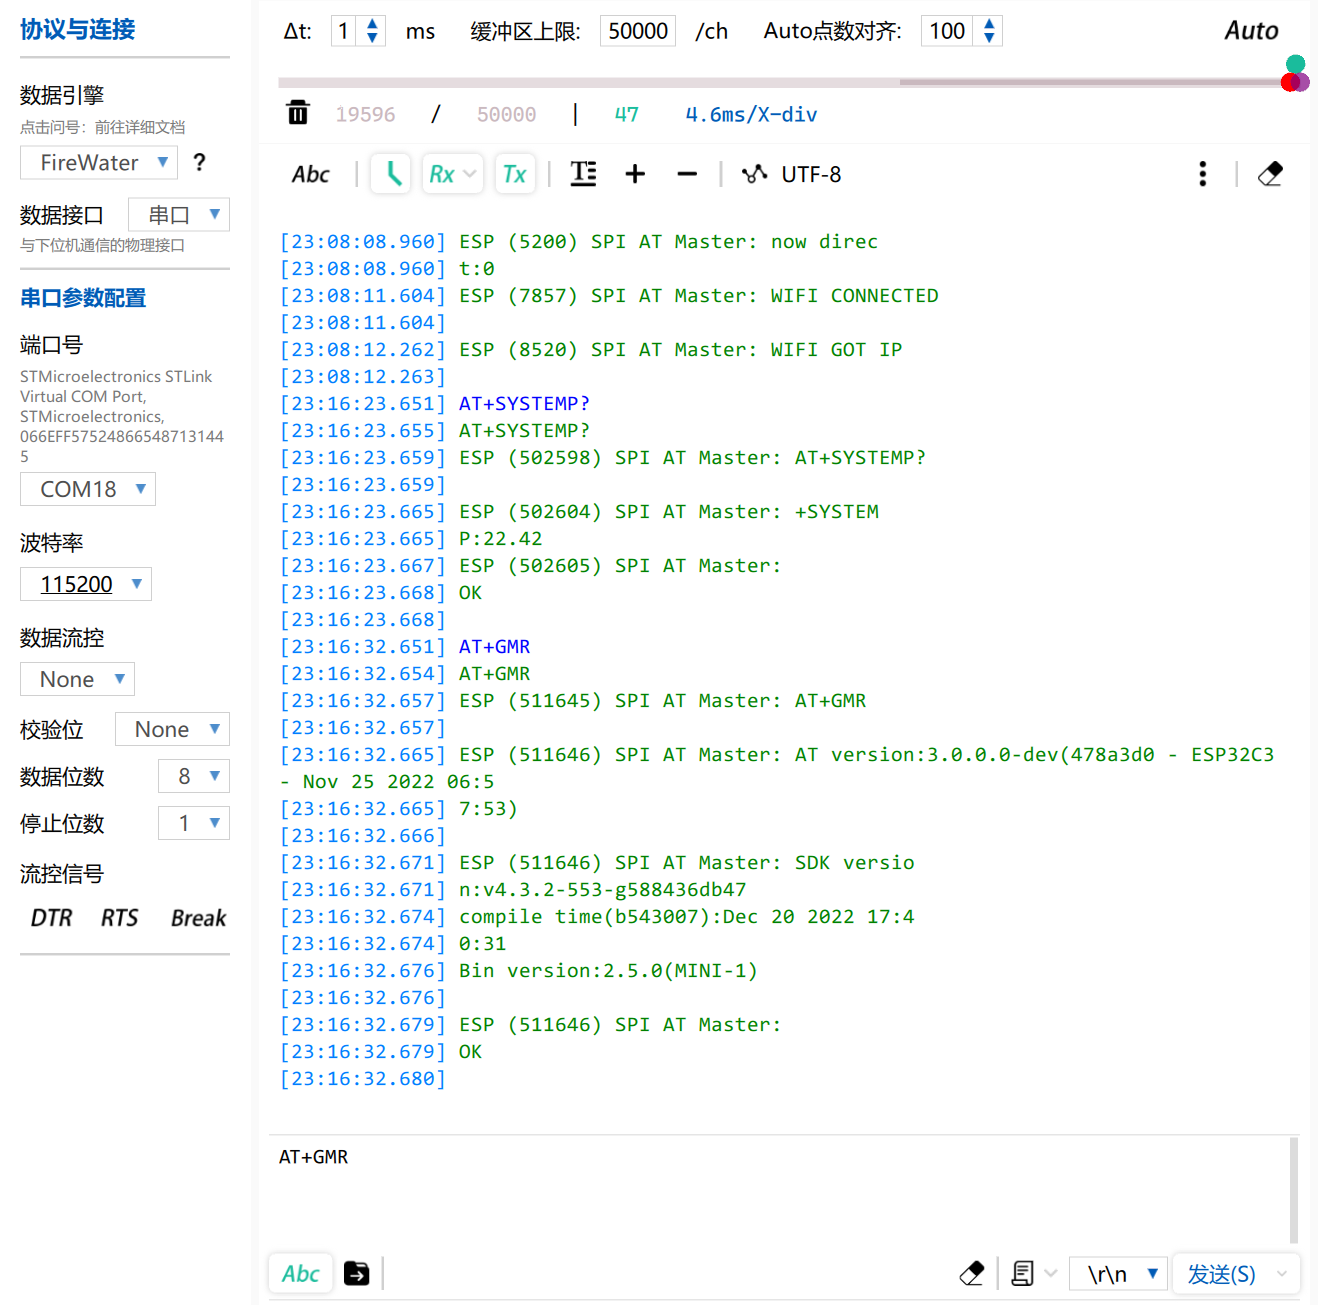 协议与连接
数据引擎
点击问号：前往详细文档
FireWater ?
数据接口 串口
与下位机通信的物理接口
串口参数配置
端口号
STMicroelectronics STLink
Virtual COM Port,
STMicroelectronics,
066EFF57524866548713144
5
COM18
波特率
115200
数据流控
None
校验位 None
数据位数 8
停止位数 1
流控信号
DTR RTS Break
Δt: 1 ms 缓冲区上限: 50000 /ch Auto点数对齐: 100 Auto
19596 / 50000 | 47 4.6ms/X-div
Abc Rx Tx T + − UTF-8
[23:08:08.960] ESP (5200) SPI AT Master: now direc
[23:08:08.960] t:0
[23:08:11.604] ESP (7857) SPI AT Master: WIFI CONNECTED
[23:08:11.604]
[23:08:12.262] ESP (8520) SPI AT Master: WIFI GOT IP
[23:08:12.263]
[23:16:23.651] AT+SYSTEMP?
[23:16:23.655] AT+SYSTEMP?
[23:16:23.659] ESP (502598) SPI AT Master: AT+SYSTEMP?
[23:16:23.659]
[23:16:23.665] ESP (502604) SPI AT Master: +SYSTEM
[23:16:23.665] P:22.42
[23:16:23.667] ESP (502605) SPI AT Master:
[23:16:23.668] OK
[23:16:23.668]
[23:16:32.651] AT+GMR
[23:16:32.654] AT+GMR
[23:16:32.657] ESP (511645) SPI AT Master: AT+GMR
[23:16:32.657]
[23:16:32.665] ESP (511646) SPI AT Master: AT version:3.0.0.0-dev(478a3d0 - ESP32C3
- Nov 25 2022 06:5
[23:16:32.665] 7:53)
[23:16:32.666]
[23:16:32.671] ESP (511646) SPI AT Master: SDK versio
[23:16:32.671] n:v4.3.2-553-g588436db47
[23:16:32.674] compile time(b543007):Dec 20 2022 17:4
[23:16:32.674] 0:31
[23:16:32.676] Bin version:2.5.0(MINI-1)
[23:16:32.676]
[23:16:32.679] ESP (511646) SPI AT Master:
[23:16:32.679] OK
[23:16:32.680]
AT+GMR
Abc \r\n 发送(S)